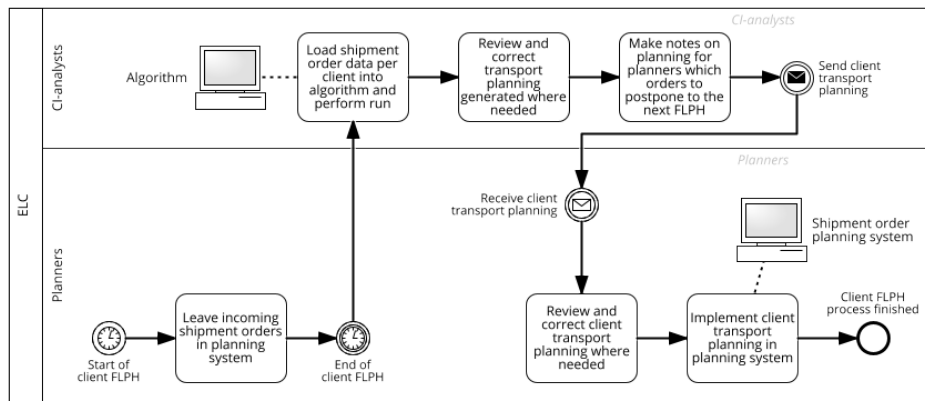 ELC
CI-analysts
CI-analysts
Algorithm
Load shipment
order data per
client into
algorithm and
perform run
Review and
correct
transport
planning
generated where
needed
Make notes on
planning for
planners which
orders to
postpone to the
next FLPH
Send client
transport
planning
Planners
Planners
Receive client
transport planning
Shipment order
planning system
Start of
client FLPH
Leave incoming
shipment orders
in planning
system
End of
client FLPH
Review and
correct client
transport
planning where
needed
Implement client
transport
planning in
planning system
Client FLPH
process finished